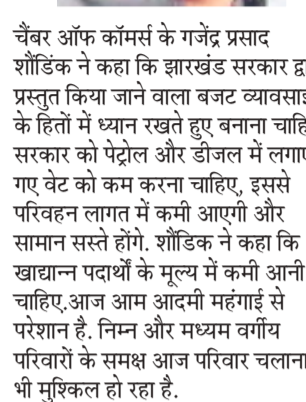 चैंबर ऑफ कॉमर्स के गजेंद्र प्रसाद
शौंडिंक ने कहा कि झारखंड सरकार द्वा
प्रस्तुत किया जाने वाला बजट व्यावसाइ
के हितों में ध्यान रखते हुए बनाना चाहि
सरकार को पेट्रोल और डीजल में लगाए
गए वेट को कम करना चाहिए, इससे
परिवहन लागत में कमी आएगी और
सामान सस्ते होंगे. शौंडिक ने कहा कि
खाद्यान्न पदार्थों के मूल्य में कमी आनी
चाहिए.आज आम आदमी महंगाई से
परेशान है. निम्न और मध्यम वर्गीय
परिवारों के समक्ष आज परिवार चलाना
भी मुश्किल हो रहा है.